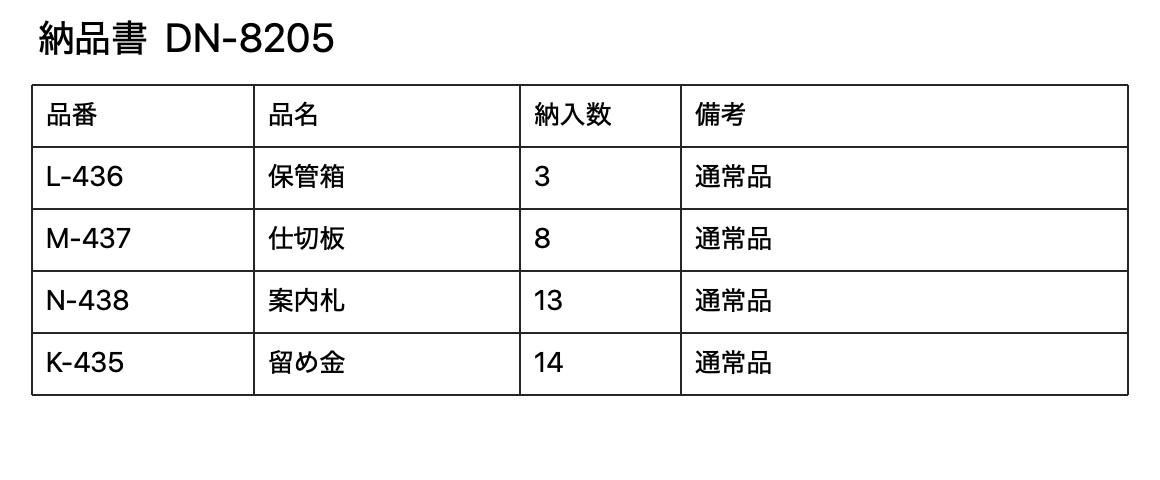 納品書 DN-8205
品番 品名 納入数 備考
L-436 保管箱 3 通常品
M-437 仕切板 8 通常品
N-438 案内札 13 通常品
K-435 留め金 14 通常品